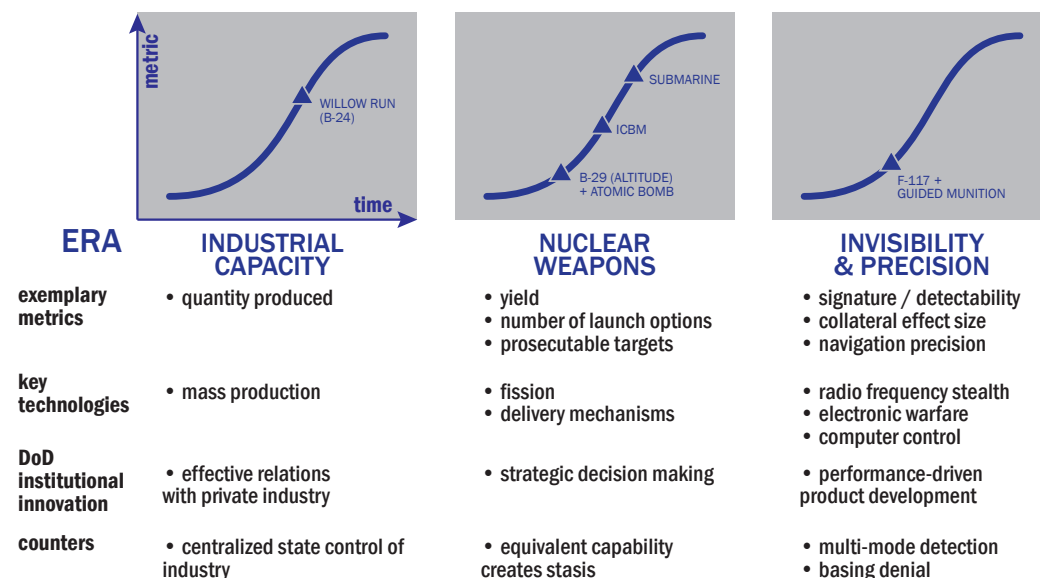 metric
time
WILLOW RUN
(B-24)
SUBMARINE
ICBM
B-29 (ALTITUDE)
+ ATOMIC BOMB
F-117 +
GUIDED MUNITION
ERA
INDUSTRIAL
CAPACITY
NUCLEAR
WEAPONS
INVISIBILITY
& PRECISION
exemplary
metrics
• quantity produced
• yield
• number of launch options
• prosecutable targets
• signature / detectability
• collateral effect size
• navigation precision
key
technologies
• mass production
• fission
• delivery mechanisms
• radio frequency stealth
• electronic warfare
• computer control
DoD
institutional
innovation
• effective relations
with private industry
• strategic decision making
• performance-driven
product development
counters
• centralized state control of
industry
• equivalent capability
creates stasis
• multi-mode detection
• basing denial